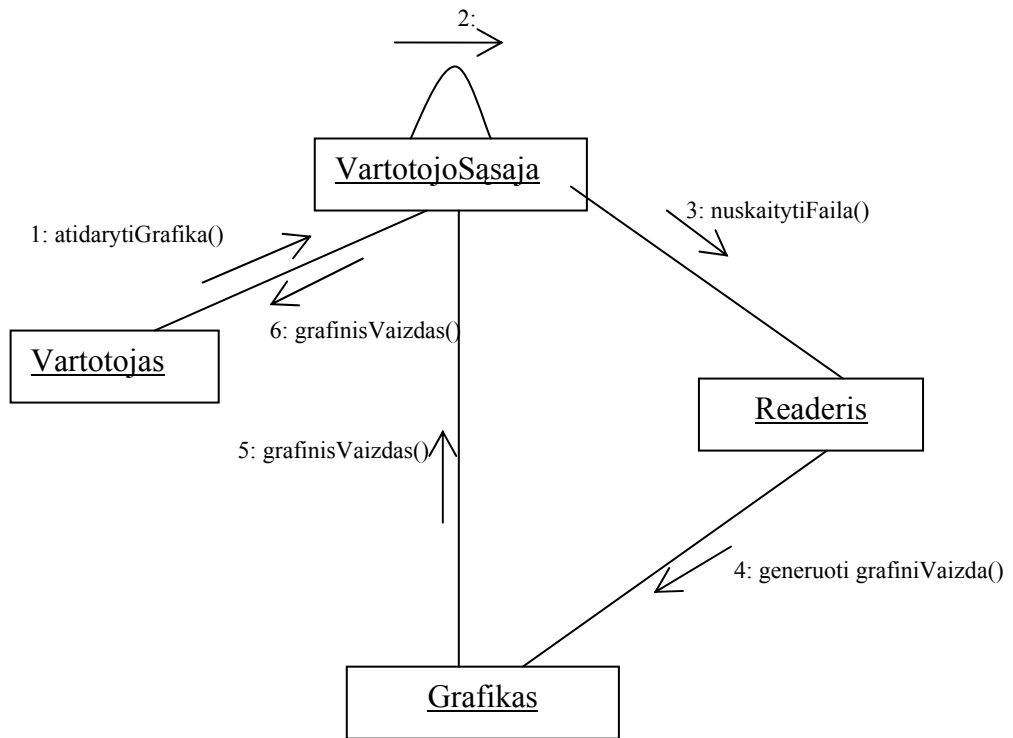 2:
VartotojoSąsaja
3: nuskaitytiFaila()
1: atidarytiGrafika()
6: grafinisVaizdas()
Vartotojas
Readeris
5: grafinisVaizdas()
4: generuoti grafiniVaizda()
Grafikas